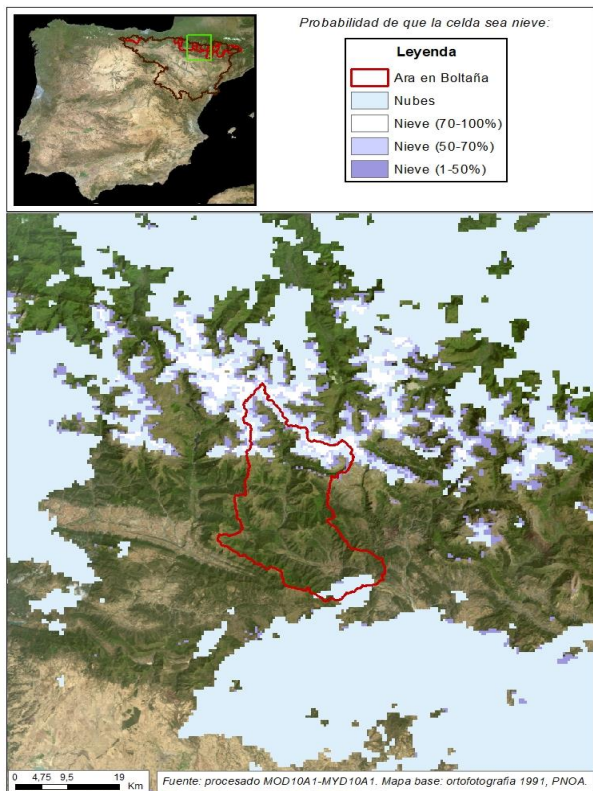 Probabilidad de que la celda sea nieve:
Leyenda
Ara en Boltaña
Nubes
Nieve (70-100%)
Nieve (50-70%)
Nieve (1-50%)
0 4,75 9,5 19
Km
Fuente: procesado MOD10A1-MYD10A1. Mapa base: ortofotografia 1991, PNOA.